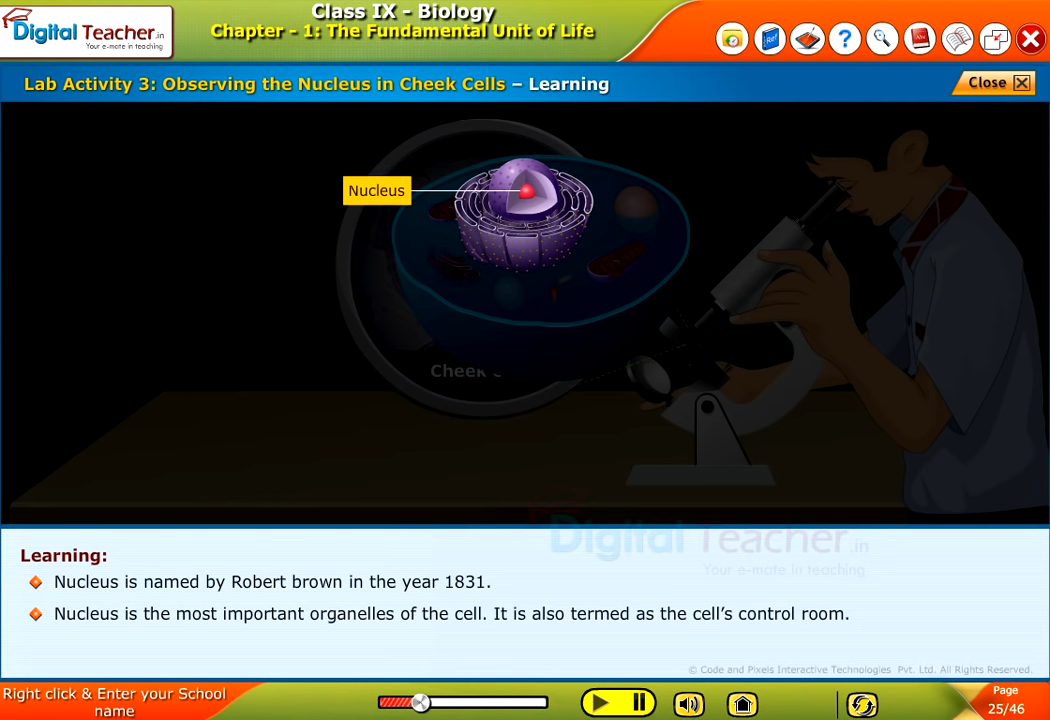 Digital Teacher.in
Your e-mate in teaching
Class IX - Biology
Chapter - 1: The Fundamental Unit of Life
Ref
?
Lab Activity 3: Observing the Nucleus in Cheek Cells – Learning
Close
Nucleus
Cheek
Digital Teacher.in
Your e-mate in teaching
Learning:
Nucleus is named by Robert brown in the year 1831.
Nucleus is the most important organelles of the cell. It is also termed as the cell's control room.
© Code and Pixels Interactive Technologies Pvt. Ltd. All Rights Reserved.
Right click & Enter your School
name
Page
25/46